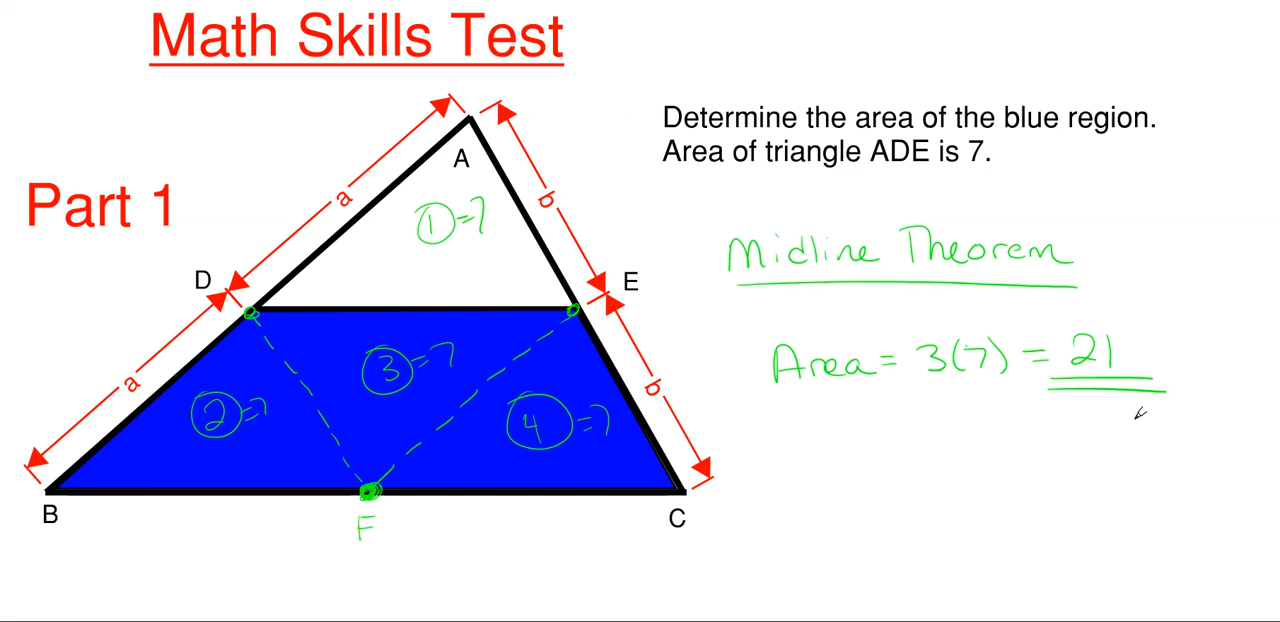 Math Skills Test
Determine the area of the blue region.
Area of triangle ADE is 7.
Part 1
A
a
b
①=7
Midline Theorem
D
E
③=7
Area = 3(7) = 21
a
b
②=7
④=7
B
F
C